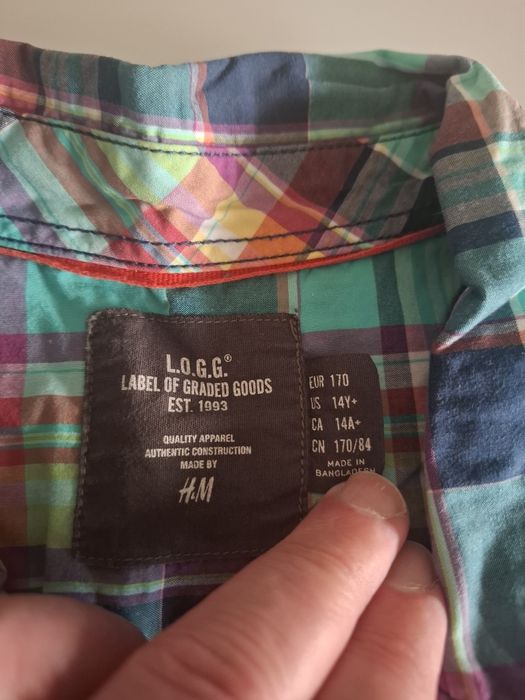 L.O.G.G.®
LABEL OF GRADED GOODS
EST. 1993
QUALITY APPAREL
AUTHENTIC CONSTRUCTION
MADE BY
H&M
EUR 170
US 14Y+
CA 14A+
CN 170/84
MADE IN
BANGLADESH